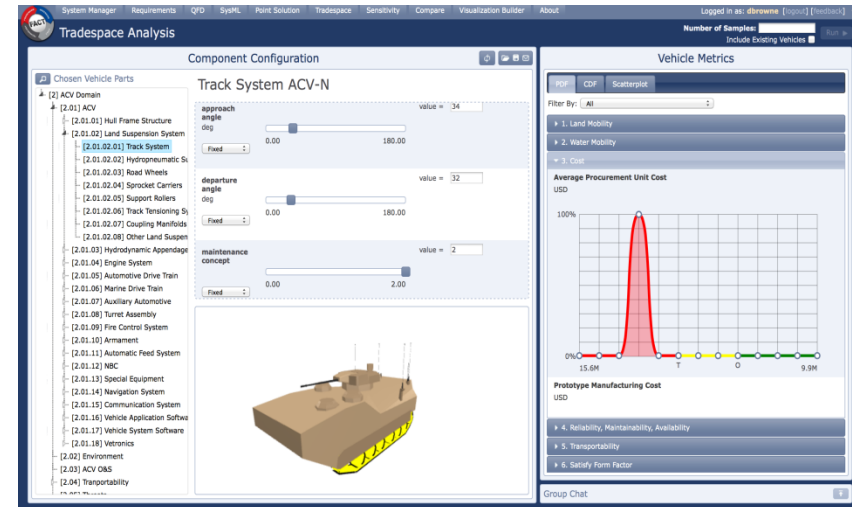 System Manager Requirements QFD SysML Point Solution Tradespace Sensitivity Compare Visualization Builder About Logged in as: dbrowne [logout] [feedback]
FACT
Tradespace Analysis
Number of Samples:
Include Existing Vehicles
Run
Component Configuration
Chosen Vehicle Parts
[2] ACV Domain
[2.01] ACV
[2.01.01] Hull Frame Structure
[2.01.02] Land Suspension System
[2.01.02.01] Track System
[2.01.02.02] Hydropneumatic Su
[2.01.02.03] Road Wheels
[2.01.02.04] Sprocket Carriers
[2.01.02.05] Support Rollers
[2.01.02.06] Track Tensioning Sy
[2.01.02.07] Coupling Manifolds
[2.01.02.08] Other Land Suspen
[2.01.03] Hydrodynamic Appendage
[2.01.04] Engine System
[2.01.05] Automotive Drive Train
[2.01.06] Marine Drive Train
[2.01.07] Auxiliary Automotive
[2.01.08] Turret Assembly
[2.01.09] Fire Control System
[2.01.10] Armament
[2.01.11] Automatic Feed System
[2.01.12] NBC
[2.01.13] Special Equipment
[2.01.14] Navigation System
[2.01.15] Communication System
[2.01.16] Vehicle Application Softwa
[2.01.17] Vehicle System Software
[2.01.18] Vetronics
[2.02] Environment
[2.03] ACV O&S
[2.04] Tranportability
Track System ACV-N
approach
angle
deg
Fixed
0.00 180.00
value = 34
departure
angle
deg
Fixed
0.00 180.00
value = 32
maintenance
concept
Fixed
0.00 2.00
value = 2
Vehicle Metrics
PDF CDF Scatterplot
Filter By: All
1. Land Mobility
2. Water Mobility
3. Cost
Average Procurement Unit Cost
USD
100%
0%
15.6M T O 9.9M
Prototype Manufacturing Cost
USD
4. Reliability, Maintainability, Availability
5. Transportability
6. Satisfy Form Factor
Group Chat